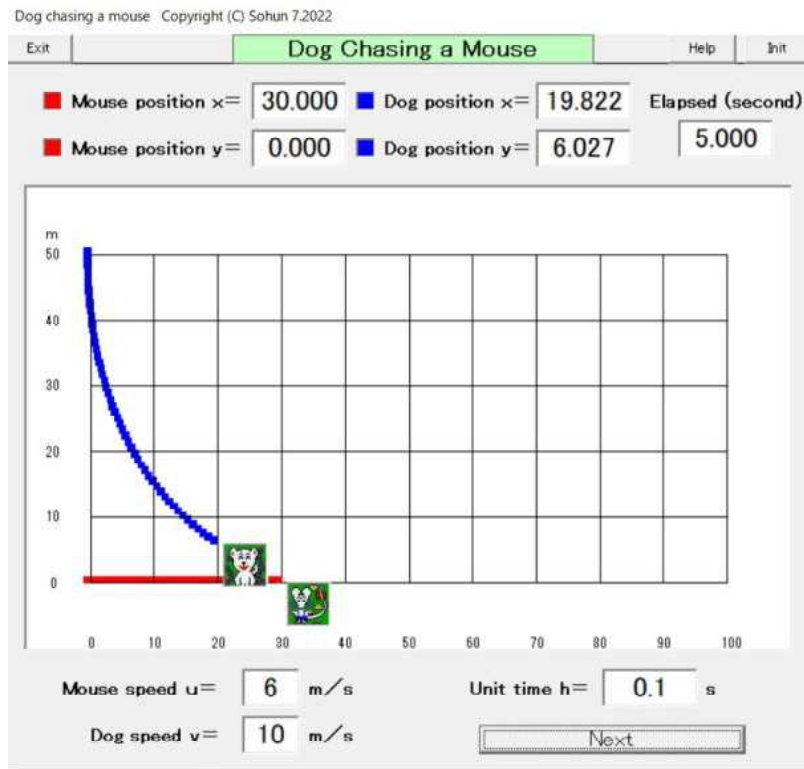 Dog chasing a mouse Copyright (C) Sohun 7.2022
Exit Dog Chasing a Mouse Help Init
Mouse position x= 30.000 Dog position x= 19.822 Elapsed (second)
Mouse position y= 0.000 Dog position y= 6.027 5.000
m
50
40
30
20
10
0
0 10 20 30 40 50 60 70 80 90 100
Mouse speed u= 6 m/s Unit time h= 0.1 s
Dog speed v= 10 m/s Next